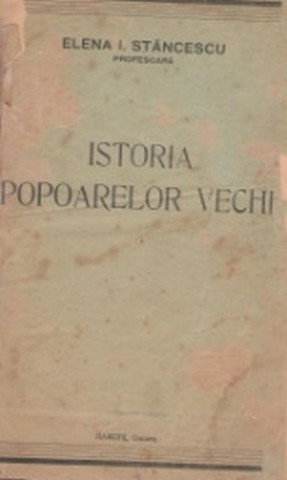 ELENA I. STĂNCESCU
PROFESOARĂ
ISTORIA
POPOARELOR VECHI